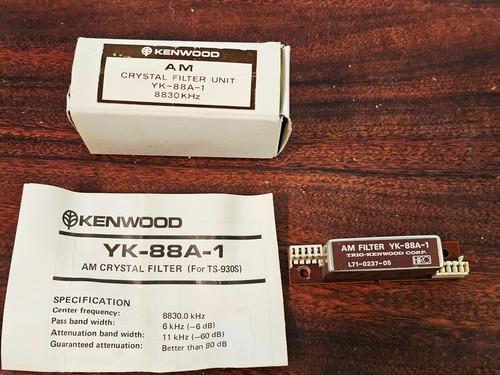 KENWOOD
AM
CRYSTAL FILTER UNIT
YK-88A-1
8830KHz
KENWOOD
YK-88A-1
AM CRYSTAL FILTER (For TS-930S)
SPECIFICATION
Center frequency: 8830.0 kHz
Pass band width: 6 kHz (−6 dB)
Attenuation band width: 11 kHz (−60 dB)
Guaranteed attenuation: Better than 80 dB
AM FILTER YK-88A-1
TRIO-KENWOOD CORP.
L71-0237-05